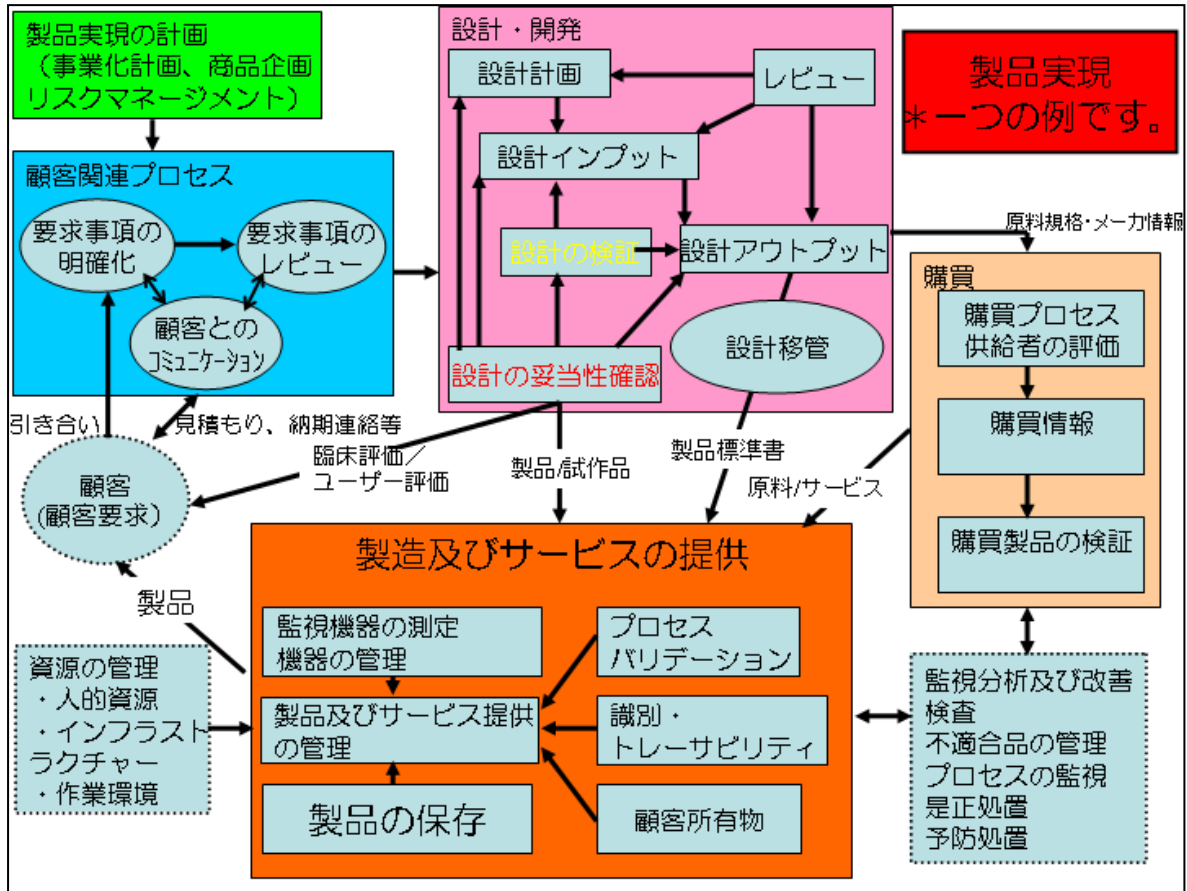 製品実現の計画
（事業化計画、商品企画
リスクマネージメント）
設計・開発
設計計画
レビュー
設計インプット
設計の検証
設計アウトプット
設計の妥当性確認
設計移管
製品実現
＊一つの例です。
顧客関連プロセス
要求事項の
明確化
要求事項の
レビュー
顧客との
ｺﾐｭﾆｹｰｼｮﾝ
原料規格・メーカ情報
購買
購買プロセス
供給者の評価
購買情報
購買製品の検証
引き合い
見積もり、納期連絡等
臨床評価／
ユーザー評価
製品/試作品
製品標準書
原料/サービス
顧客
(顧客要求)
製品
製造及びサービスの提供
監視機器の測定
機器の管理
プロセス
バリデーション
製品及びサービス提供
の管理
識別・
トレーサビリティ
製品の保存
顧客所有物
資源の管理
・人的資源
・インフラスト
ラクチャー
・作業環境
監視分析及び改善
検査
不適合品の管理
プロセスの監視
是正処置
予防処置